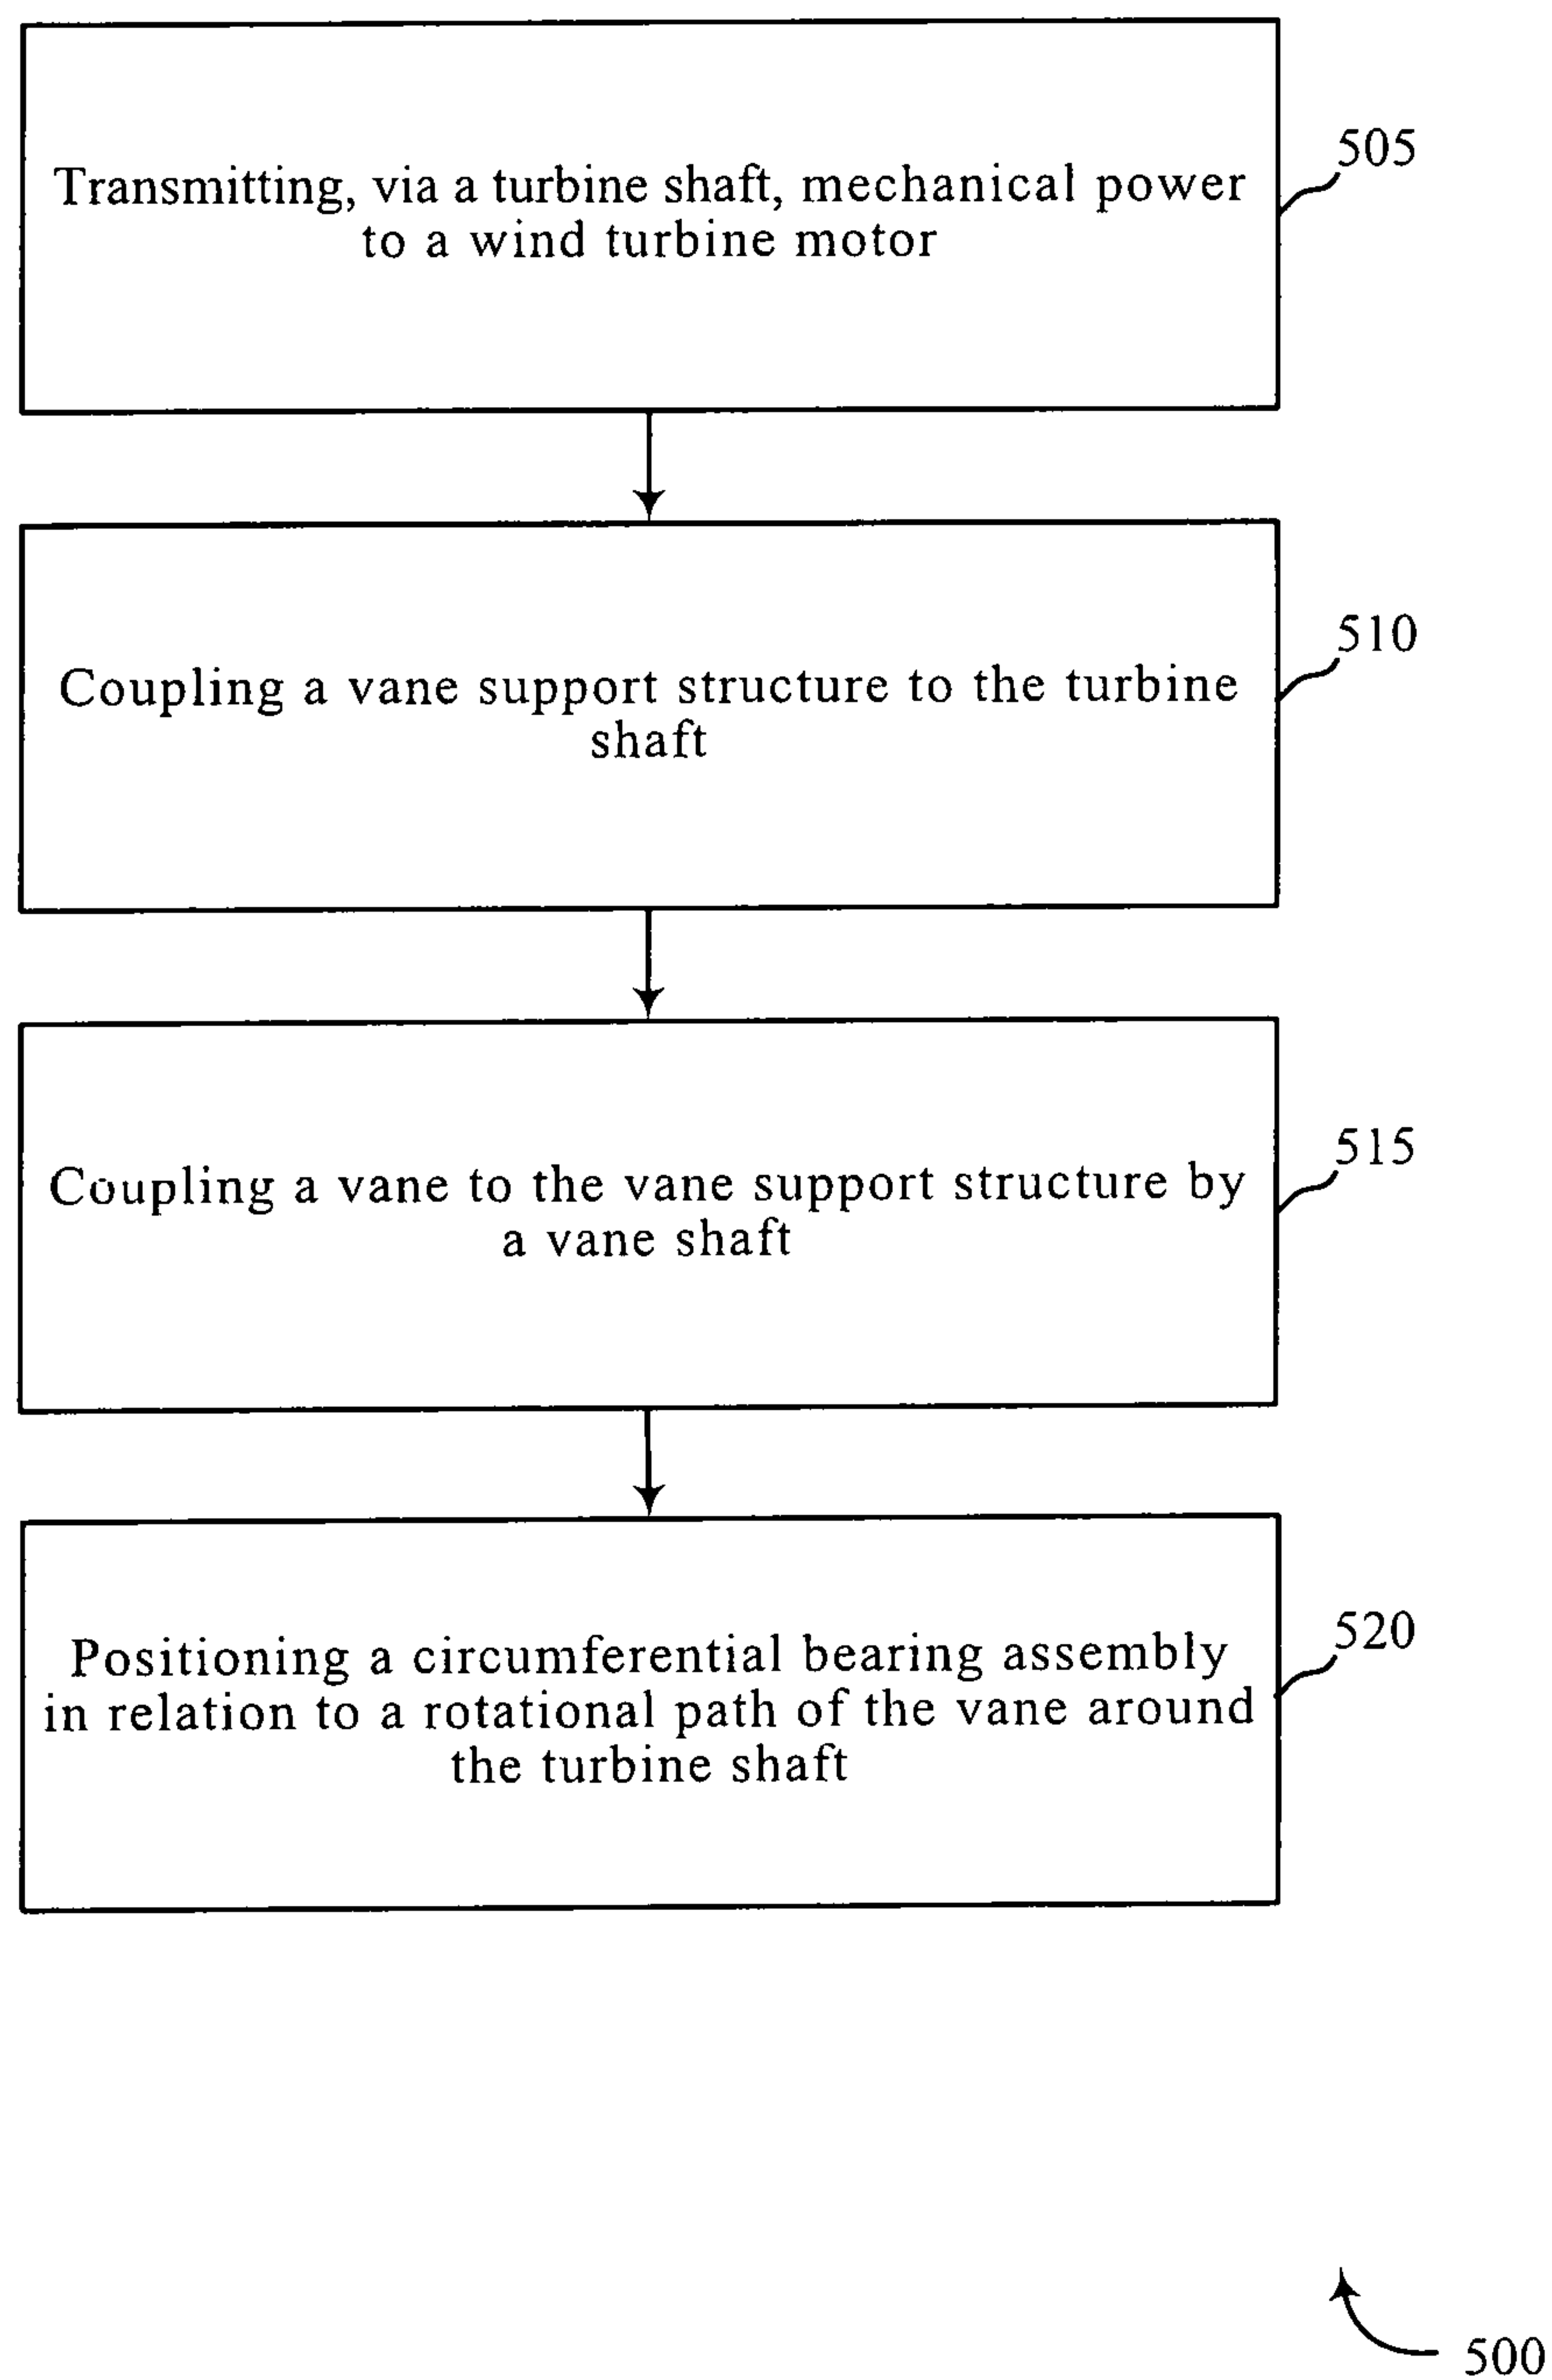 Transmitting, via a turbine shaft, mechanical power
to a wind turbine motor
505
Coupling a vane support structure to the turbine
shaft
510
Coupling a vane to the vane support structure by
a vane shaft
515
Positioning a circumferential bearing assembly
in relation to a rotational path of the vane around
the turbine shaft
520
500